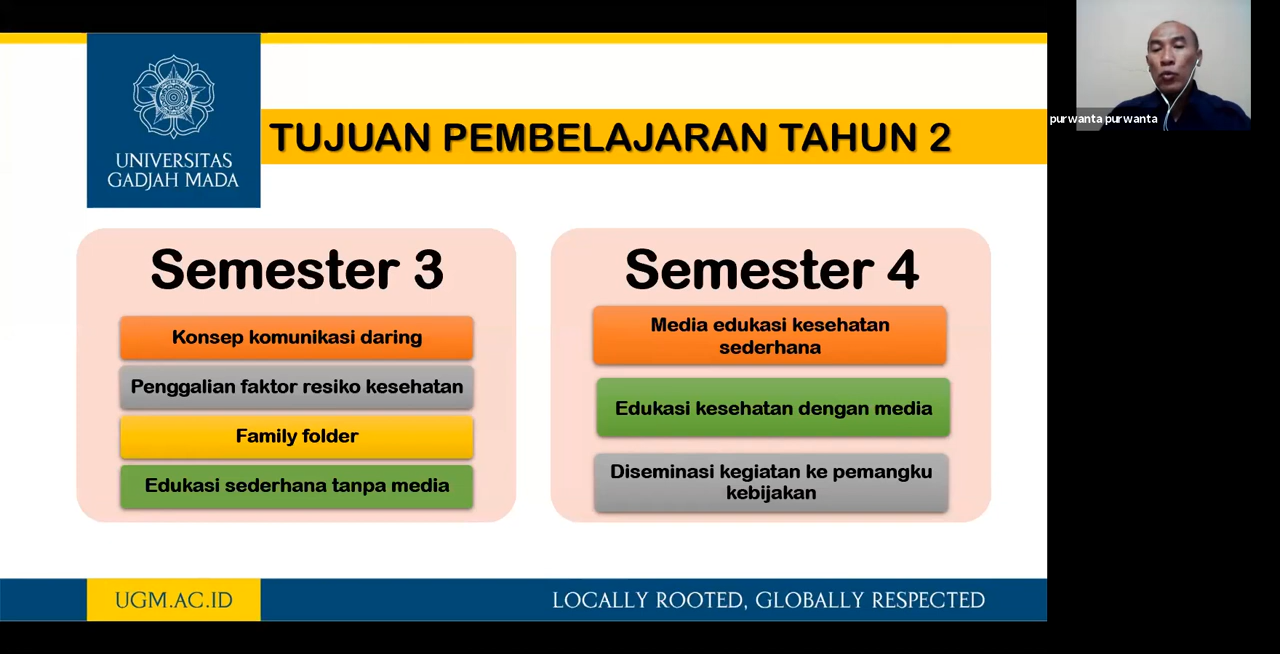 UNIVERSITAS
GADJAH MADA
TUJUAN PEMBELAJARAN TAHUN 2
purwanta purwanta
Semester 3
Konsep komunikasi daring
Penggalian faktor resiko kesehatan
Family folder
Edukasi sederhana tanpa media
Semester 4
Media edukasi kesehatan
sederhana
Edukasi kesehatan dengan media
Diseminasi kegiatan ke pemangku
kebijakan
UGM.AC.ID
LOCALLY ROOTED, GLOBALLY RESPECTED